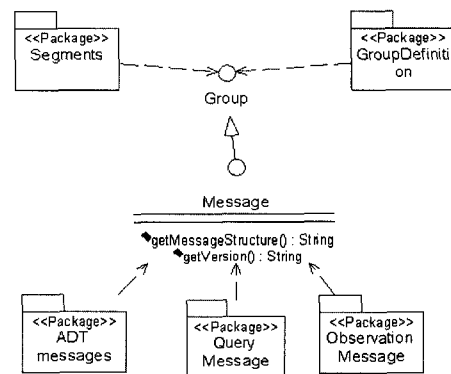 <<Package>>
Segments
<<Package>>
GroupDefiniti
on
Group
Message
getMessageStructure() : String
getVersion() : String
<<Package>>
ADT
messages
<<Package>>
Query
Message
<<Package>>
Observation
Message